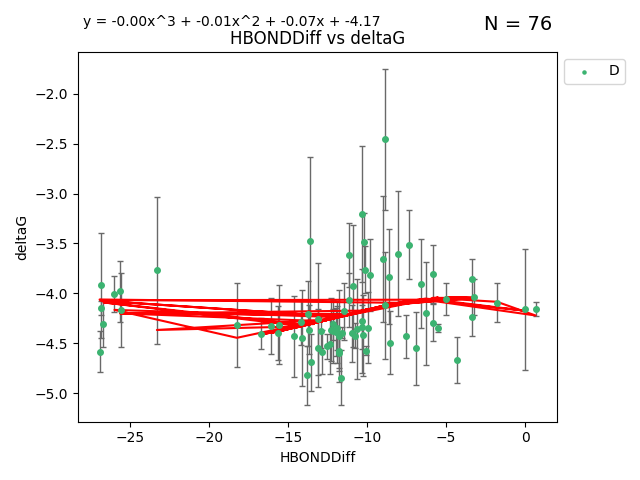 y = -0.00x^3 + -0.01x^2 + -0.07x + -4.17
N = 76
HBONDDiff vs deltaG
D
−2.0
−2.5
−3.0
−3.5
−4.0
−4.5
−5.0
deltaG
−25
−20
−15
−10
−5
0
HBONDDiff